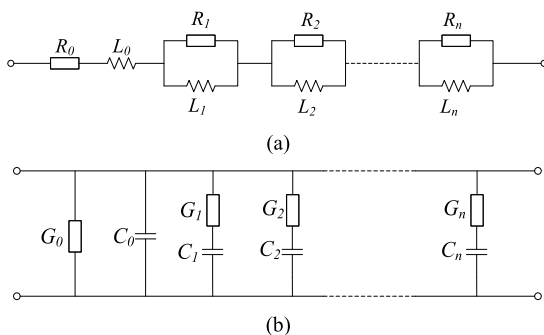 R1 R2 Rn
R0 L0
L1 L2 Ln
(a)
G1 G2 Gn
G0 C0
C1 C2 Cn
(b)